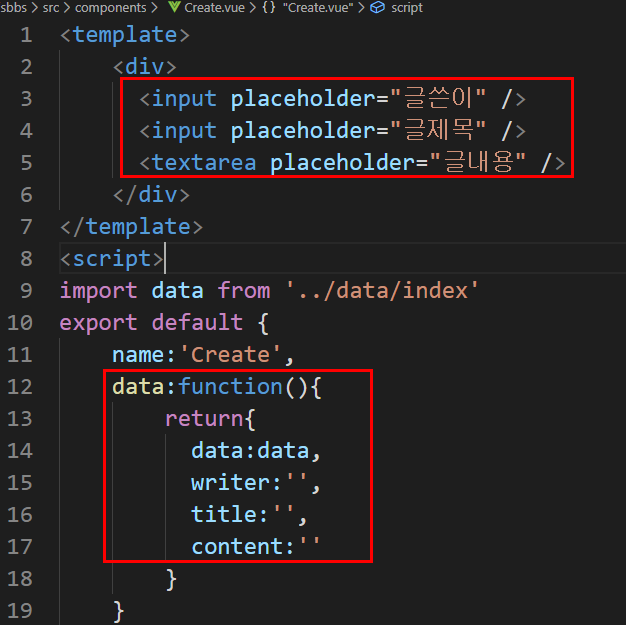 sbbs > src > components > Create.vue > {} "Create.vue" > script
1 <template>
2 <div>
3 <input placeholder="글쓴이" />
4 <input placeholder="글제목" />
5 <textarea placeholder="글내용" />
6 </div>
7 </template>
8 <script>
9 import data from '../data/index'
10 export default {
11 name:'Create',
12 data:function(){
13 return{
14 data:data,
15 writer:'',
16 title:'',
17 content:''
18 }
19 }